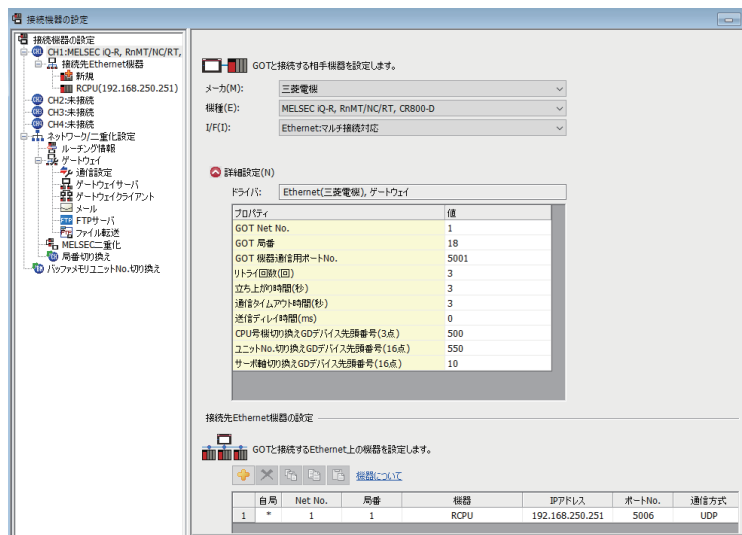 接続機器の設定
接続機器の設定
CH1:MELSEC iQ-R, RnMT/NC/RT,
接続先Ethernet機器
新規
RCPU(192.168.250.251)
CH2:未接続
CH3:未接続
CH4:未接続
ネットワーク/二重化設定
ルーチング情報
ゲートウェイ
通信設定
ゲートウェイサーバ
ゲートウェイクライアント
メール
FTPサーバ
ファイル転送
MELSEC二重化
局番切り換え
バッファメモリユニットNo.切り換え
GOTと接続する相手機器を設定します。
メーカ(M): 三菱電機
機種(E): MELSEC iQ-R, RnMT/NC/RT, CR800-D
I/F(I): Ethernet:マルチ接続対応
詳細設定(N)
ドライバ: Ethernet(三菱電機), ゲートウェイ
プロパティ 値
GOT Net No. 1
GOT 局番 18
GOT 機器通信用ポートNo. 5001
リトライ回数(回) 3
立ち上がり時間(秒) 3
通信タイムアウト時間(秒) 3
送信ディレイ時間(ms) 0
CPU号機切り換えGDデバイス先頭番号(3点) 500
ユニットNo.切り換えGDデバイス先頭番号(16点) 550
サーボ軸切り換えGDデバイス先頭番号(16点) 10
接続先Ethernet機器の設定
GOTと接続するEthernet上の機器を設定します。
機器について
自局 Net No. 局番 機器 IPアドレス ポートNo. 通信方式
1 * 1 1 RCPU 192.168.250.251 5006 UDP